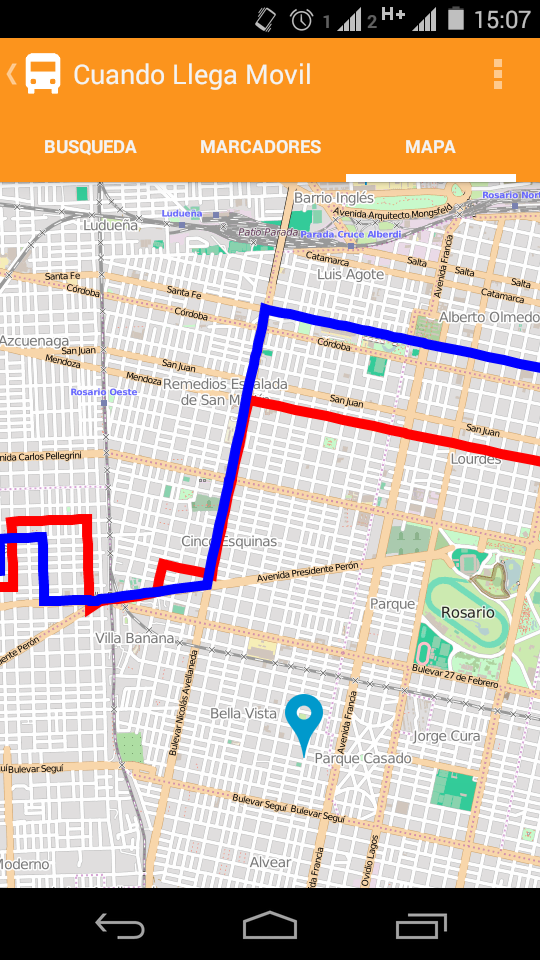 1 2 H+ 15:07
Cuando Llega Movil
BUSQUEDA MARCADORES MAPA
Barrio Inglés
Rosario Nort
Ludueña
Avenida Arquitecto Mongsfeld
Ludueña
Patio Parada
Parada Cruce Alberdi
Avenida Francia
Catamarca
Salta
Salta
Santa Fe
Luis Agote
Catamarca
Córdoba
Santa Fe
Córdoba
Alberto Olmedo
Azcuenaga
San Juan
Córdoba
Mendoza
San Juan
Mendoza
Remedios Escalada
de San M
Rosario Oeste
San Juan
San Juan
nida Carlos Pellegrini
Lourdes
Cinco Esquinas
Avenida Presidente Perón
Parque
Rosario
Villa Banana
ente Perón
Bulevar Nicolás Avellaneda
Bulevar 27 de Febrero
Bella Vista
Avenida Francia
Jorge Cura
Parque Casado
uí
Bulevar Seguí
Bulevar Seguí
Bulevar Seguí
Moderno
Alvear
da Francia
Ovidio Lagos